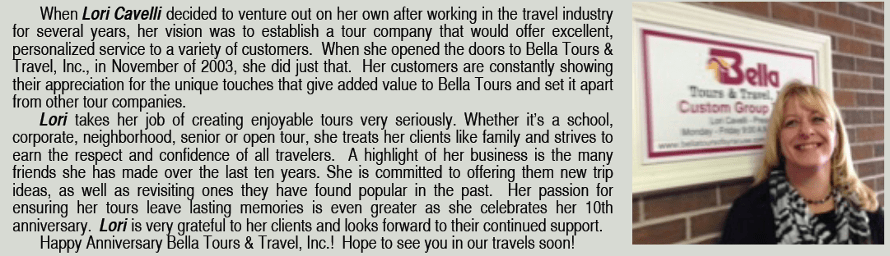 When Lori Cavelli decided to venture out on her own after working in the travel industry
for several years, her vision was to establish a tour company that would offer excellent,
personalized service to a variety of customers.  When she opened the doors to Bella Tours &
Travel, Inc., in November of 2003, she did just that.  Her customers are constantly showing
their appreciation for the unique touches that give added value to Bella Tours and set it apart
from other tour companies.
Lori takes her job of creating enjoyable tours very seriously. Whether it's a school,
corporate, neighborhood, senior or open tour, she treats her clients like family and strives to
earn the respect and confidence of all travelers.  A highlight of her business is the many
friends she has made over the last ten years. She is committed to offering them new trip
ideas, as well as revisiting ones they have found popular in the past.  Her passion for
ensuring her tours leave lasting memories is even greater as she celebrates her 10th
anniversary.  Lori is very grateful to her clients and looks forward to their continued support.
Happy Anniversary Bella Tours & Travel, Inc.!  Hope to see you in our travels soon!
Bella
Tours & Travel,
Custom Group
Lori Cavelli - Pres
Monday - Friday 9:00 A.M